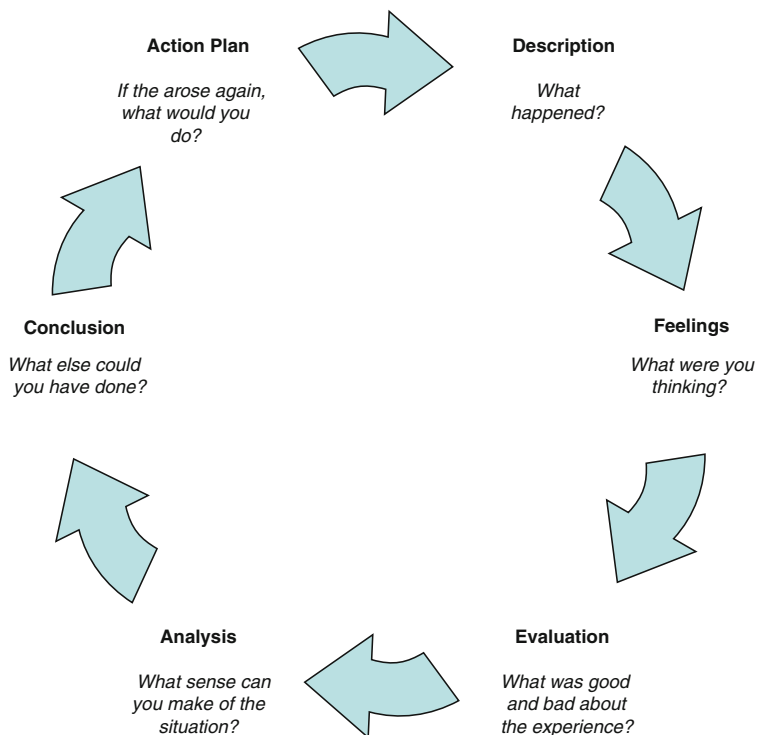 Action Plan
If the arose again,
what would you
do?
Description
What
happened?
Feelings
What were you
thinking?
Evaluation
What was good
and bad about
the experience?
Analysis
What sense can
you make of the
situation?
Conclusion
What else could
you have done?